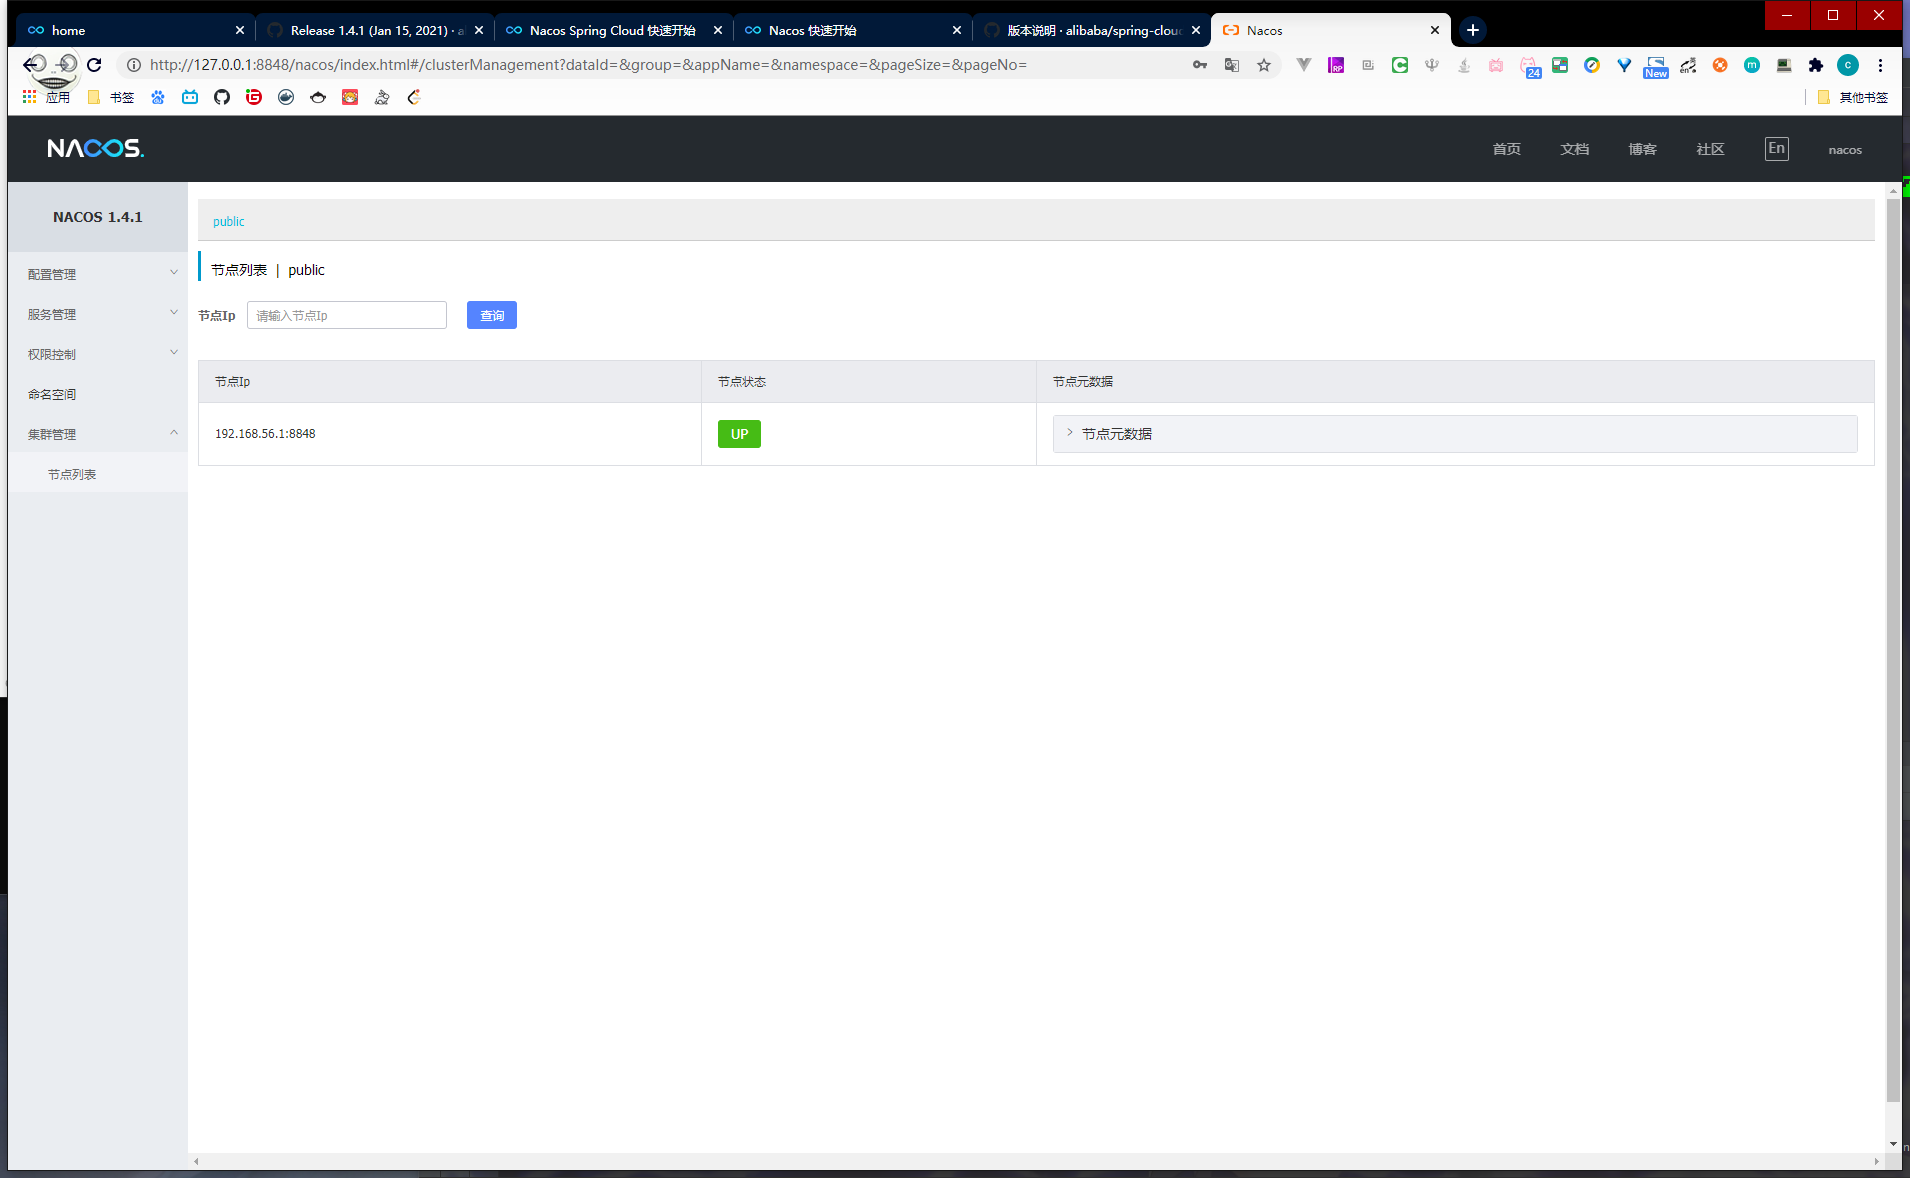 home
Release 1.4.1 (Jan 15, 2021) · a
Nacos Spring Cloud 快速开始
Nacos 快速开始
版本说明 · alibaba/spring-clou
Nacos
http://127.0.0.1:8848/nacos/index.html#/clusterManagement?dataId=&group=&appName=&namespace=&pageSize=&pageNo=
24
New
应用
书签
其他书签
NACOS.
首页
文档
博客
社区
En
nacos
NACOS 1.4.1
配置管理
服务管理
权限控制
命名空间
集群管理
节点列表
public
节点列表 | public
节点Ip
请输入节点Ip
查询
节点Ip
节点状态
节点元数据
192.168.56.1:8848
UP
节点元数据